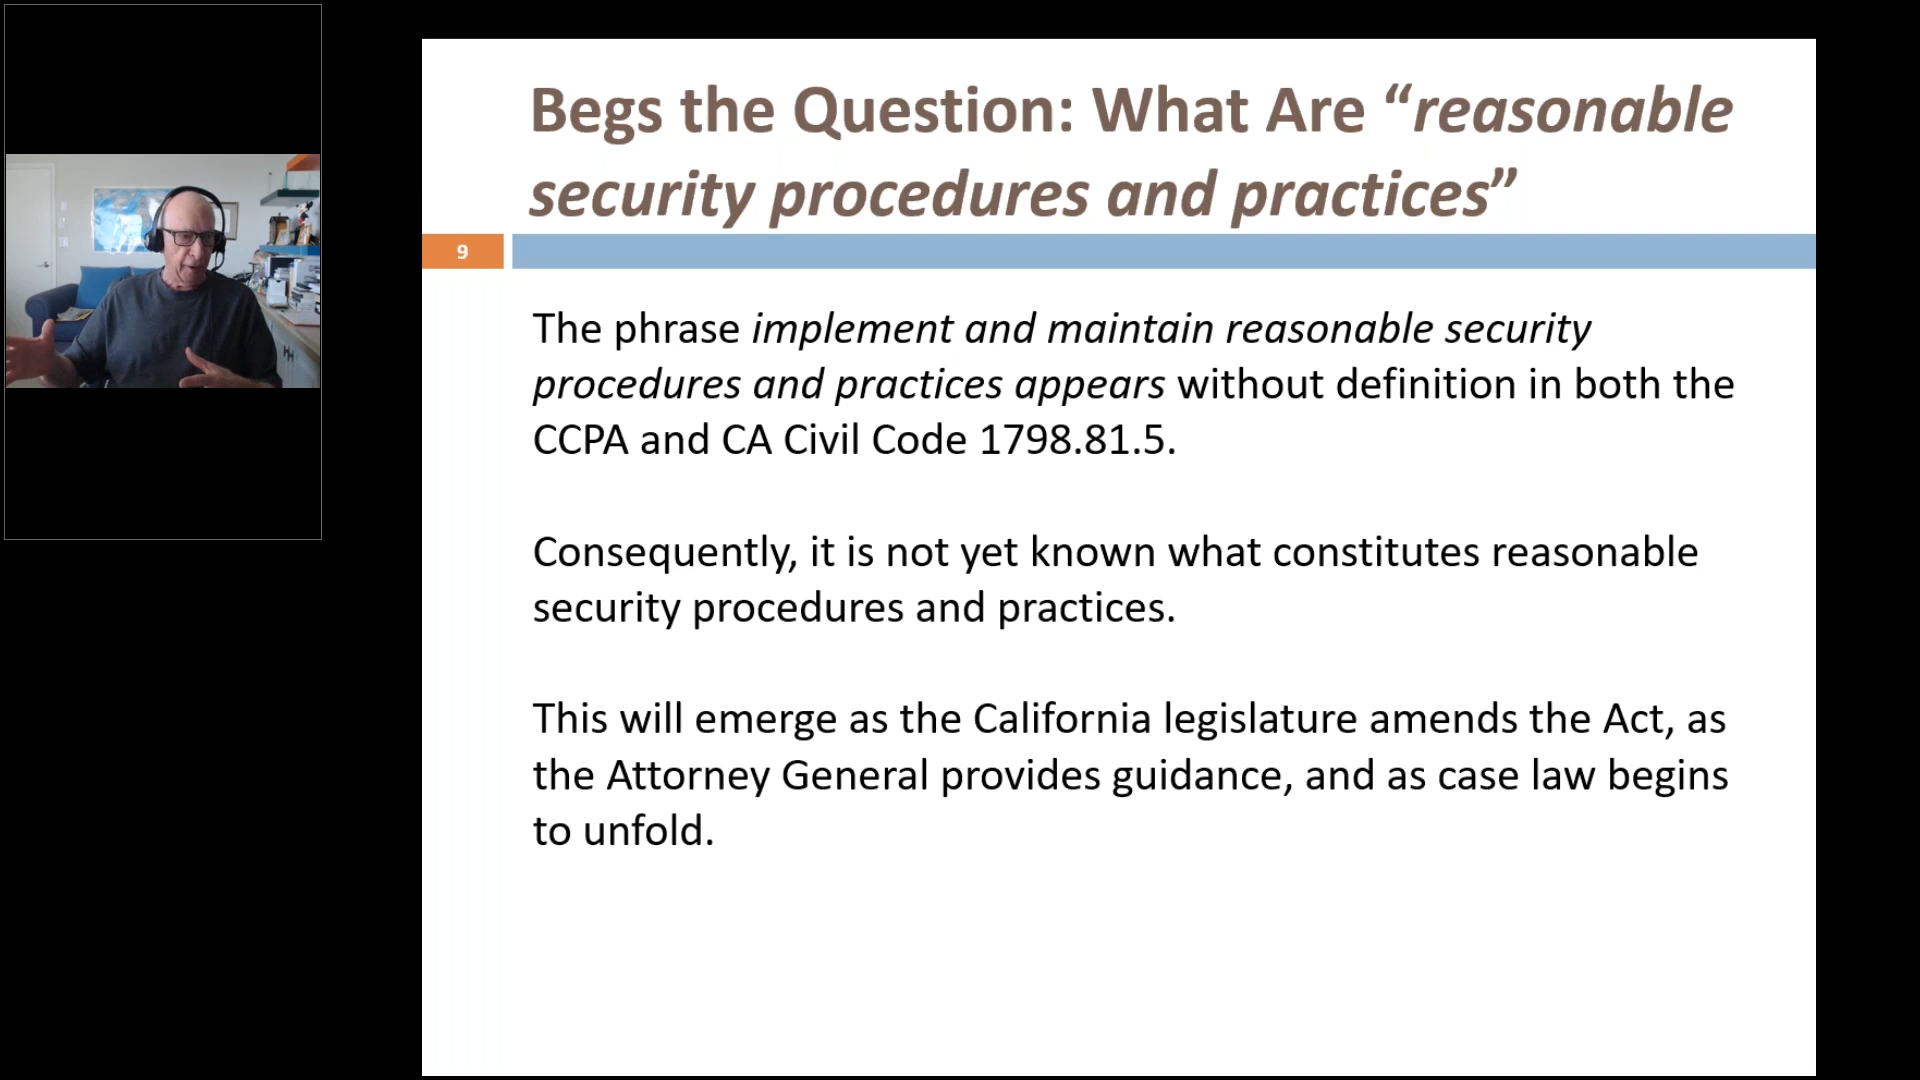 Begs the Question: What Are “reasonable
security procedures and practices”
9
The phrase implement and maintain reasonable security
procedures and practices appears without definition in both the
CCPA and CA Civil Code 1798.81.5.
Consequently, it is not yet known what constitutes reasonable
security procedures and practices.
This will emerge as the California legislature amends the Act, as
the Attorney General provides guidance, and as case law begins
to unfold.